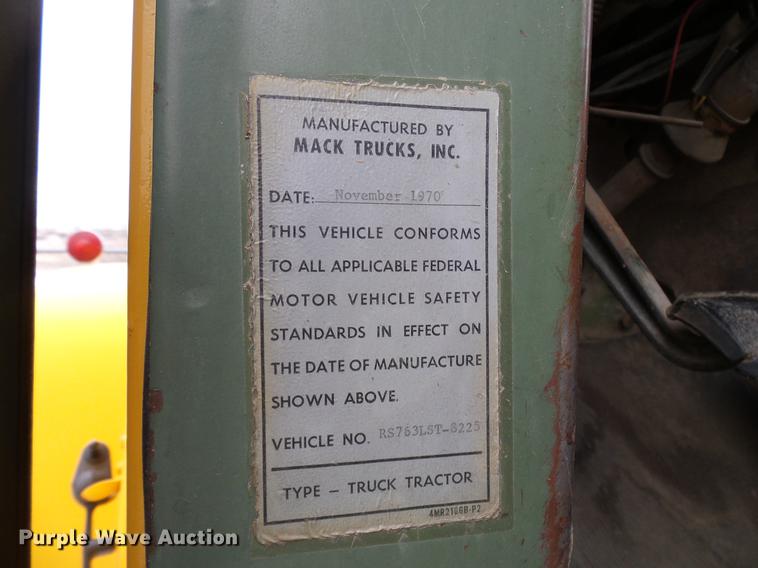 MANUFACTURED BY
MACK TRUCKS, INC.
DATE: November 1970
THIS VEHICLE CONFORMS
TO ALL APPLICABLE FEDERAL
MOTOR VEHICLE SAFETY
STANDARDS IN EFFECT ON
THE DATE OF MANUFACTURE
SHOWN ABOVE.
VEHICLE NO. RS763LST-8225
TYPE - TRUCK TRACTOR
4MR2106B-P2
Purple Wave Auction